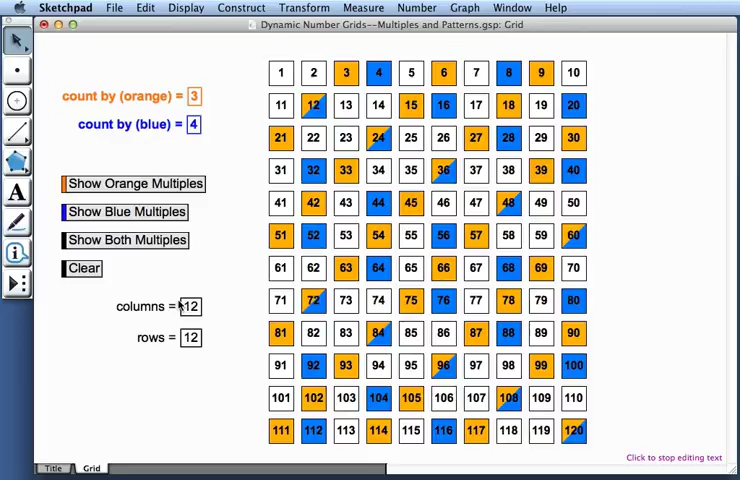 Sketchpad File Edit Display Construct Transform Measure Number Graph Window Help
Dynamic Number Grids--Multiples and Patterns.gsp: Grid
count by (orange) = 3
count by (blue) = 4
Show Orange Multiples
Show Blue Multiples
Show Both Multiples
Clear
columns = 12
rows = 12
1 2 3 4 5 6 7 8 9 10
11 12 13 14 15 16 17 18 19 20
21 22 23 24 25 26 27 28 29 30
31 32 33 34 35 36 37 38 39 40
41 42 43 44 45 46 47 48 49 50
51 52 53 54 55 56 57 58 59 60
61 62 63 64 65 66 67 68 69 70
71 72 73 74 75 76 77 78 79 80
81 82 83 84 85 86 87 88 89 90
91 92 93 94 95 96 97 98 99 100
101 102 103 104 105 106 107 108 109 110
111 112 113 114 115 116 117 118 119 120
A
i
Click to stop editing text
Title Grid